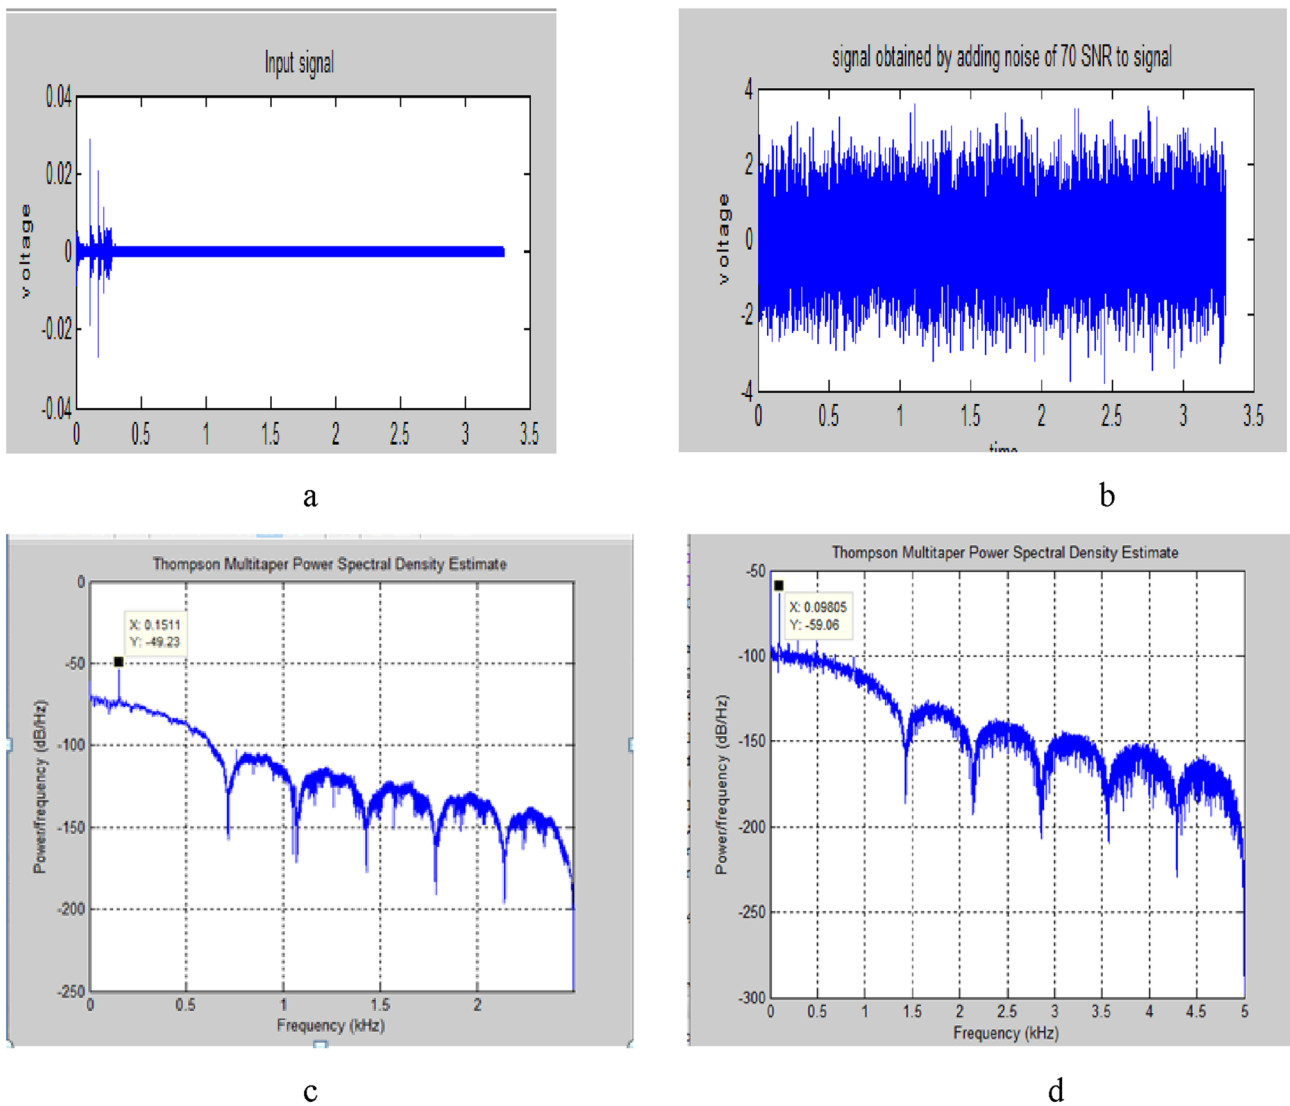 Input signal
0.04
0.02
0
-0.02
-0.04
voltage
0 0.5 1 1.5 2 2.5 3 3.5
a
signal obtained by adding noise of 70 SNR to signal
4
2
0
-2
-4
voltage
0 0.5 1 1.5 2 2.5 3 3.5
time
b
Thompson Multitaper Power Spectral Density Estimate
X: 0.1511
Y: -49.23
0
-50
-100
-150
-200
-250
Power/frequency (dB/Hz)
0 0.5 1 1.5 2
Frequency (kHz)
c
Thompson Multitaper Power Spectral Density Estimate
X: 0.09805
Y: -59.06
-50
-100
-150
-200
-250
-300
Power/frequency (dB/Hz)
0 0.5 1 1.5 2 2.5 3 3.5 4 4.5 5
Frequency (kHz)
d